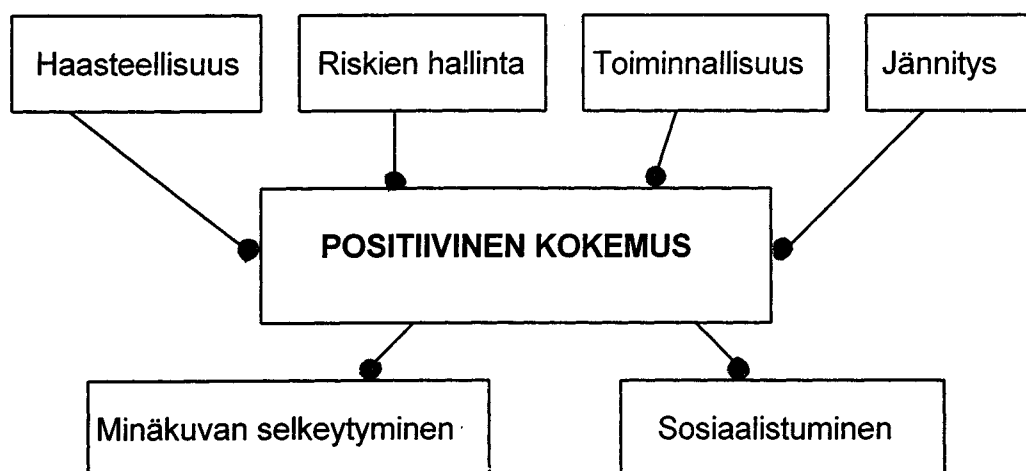 Haasteellisuus
Riskien hallinta
Toiminnallisuus
Jännitys
POSITIIVINEN KOKEMUS
Minäkuvan selkeytyminen
Sosiaalistuminen